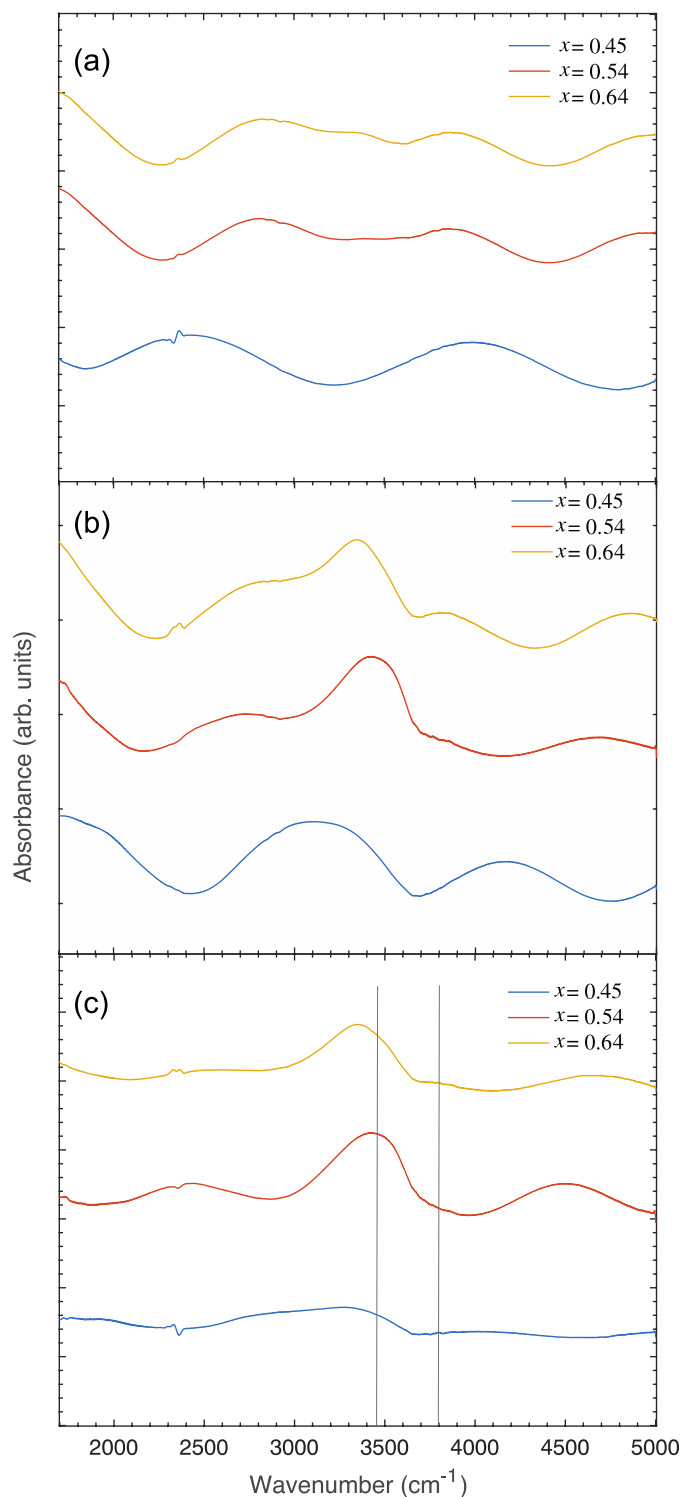 (a)
x = 0.45
x = 0.54
x = 0.64
(b)
x = 0.45
x = 0.54
x = 0.64
Absorbance (arb. units)
(c)
x = 0.45
x = 0.54
x = 0.64
2000 2500 3000 3500 4000 4500 5000
Wavenumber (cm⁻¹)